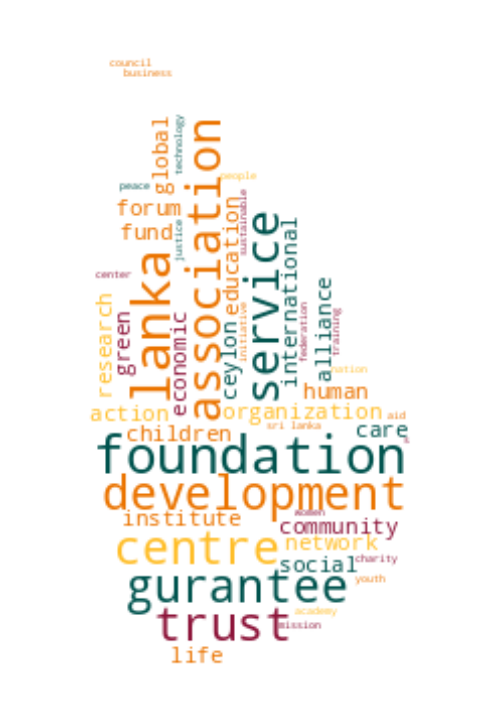 council
business
global
technology
association
people
peace
forum
fund
justice
education
sustainable
service
international
center
lanka
research
green
economic
ceylon
initiative
federation
alliance
training
nation
human
action
organization
aid
sri lanka
care
children
foundation
development
women
institute
community
centre
network
social
charity
gurantee
youth
academy
trust
mission
life